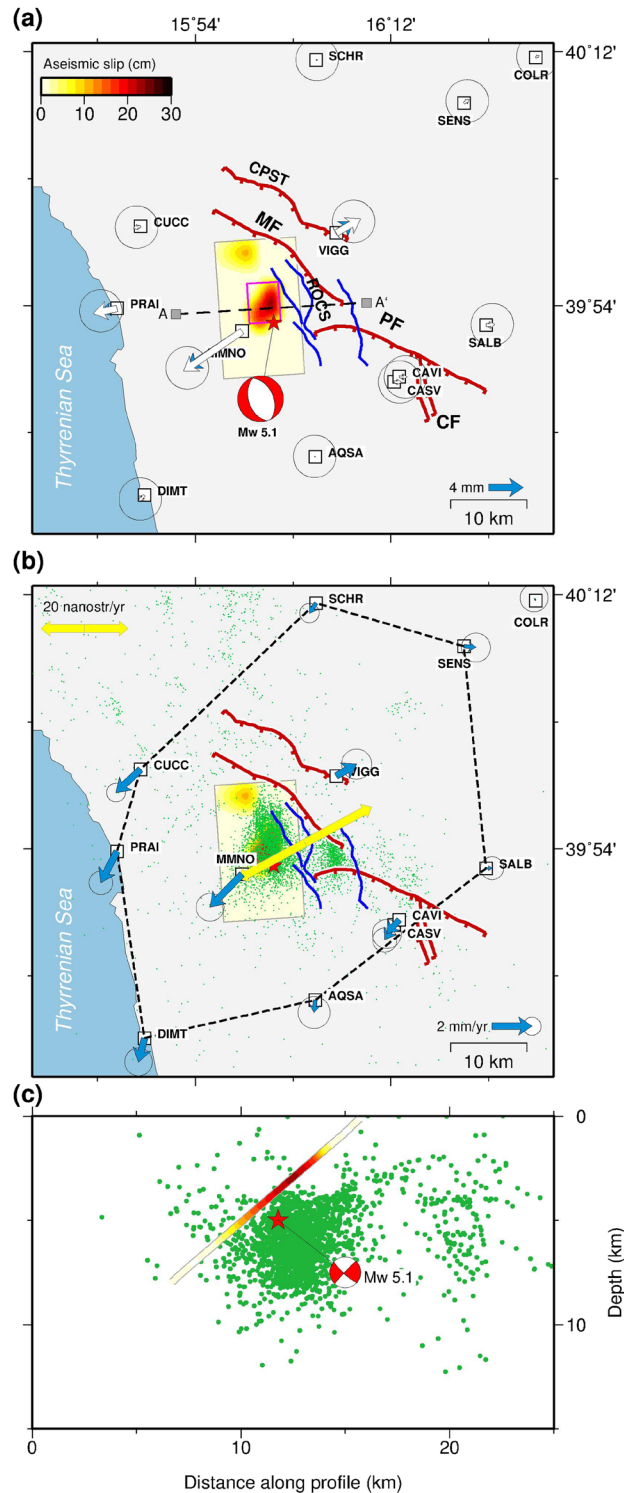 (a)
15˚54'
16˚12'
Aseismic slip (cm)
0 10 20 30
SCHR
40˚12'
COLR
SENS
CPST
CUCC
MF
VIGG
ROCS
PRAI
A
A'
39˚54'
PF
MMNO
SALB
CAVI
CASV
Mw 5.1
CF
Thyrrenian Sea
AQSA
4 mm
DIMT
10 km
(b)
20 nanostr/yr
SCHR
40˚12'
COLR
SENS
CUCC
VIGG
PRAI
39˚54'
MMNO
SALB
CAVI
CASV
Thyrrenian Sea
AQSA
2 mm/yr
DIMT
10 km
(c)
0
Mw 5.1
Depth (km)
10
0 10 20
Distance along profile (km)